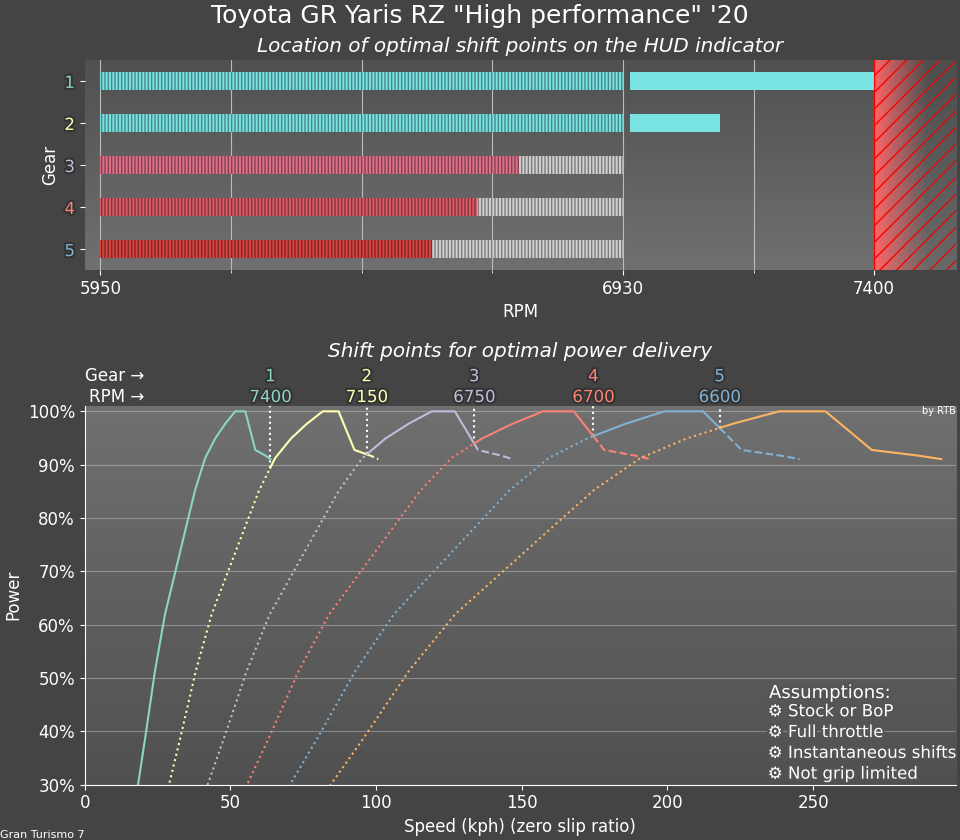 Toyota GR Yaris RZ "High performance" '20
Location of optimal shift points on the HUD indicator
Gear
1
2
3
4
5
5950 6930 7400
RPM
Shift points for optimal power delivery
Gear → 1 2 3 4 5
RPM → 7400 7150 6750 6700 6600
by RTB
Power
100%
90%
80%
70%
60%
50%
40%
30%
Assumptions:
⚙ Stock or BoP
⚙ Full throttle
⚙ Instantaneous shifts
⚙ Not grip limited
0 50 100 150 200 250
Speed (kph) (zero slip ratio)
Gran Turismo 7